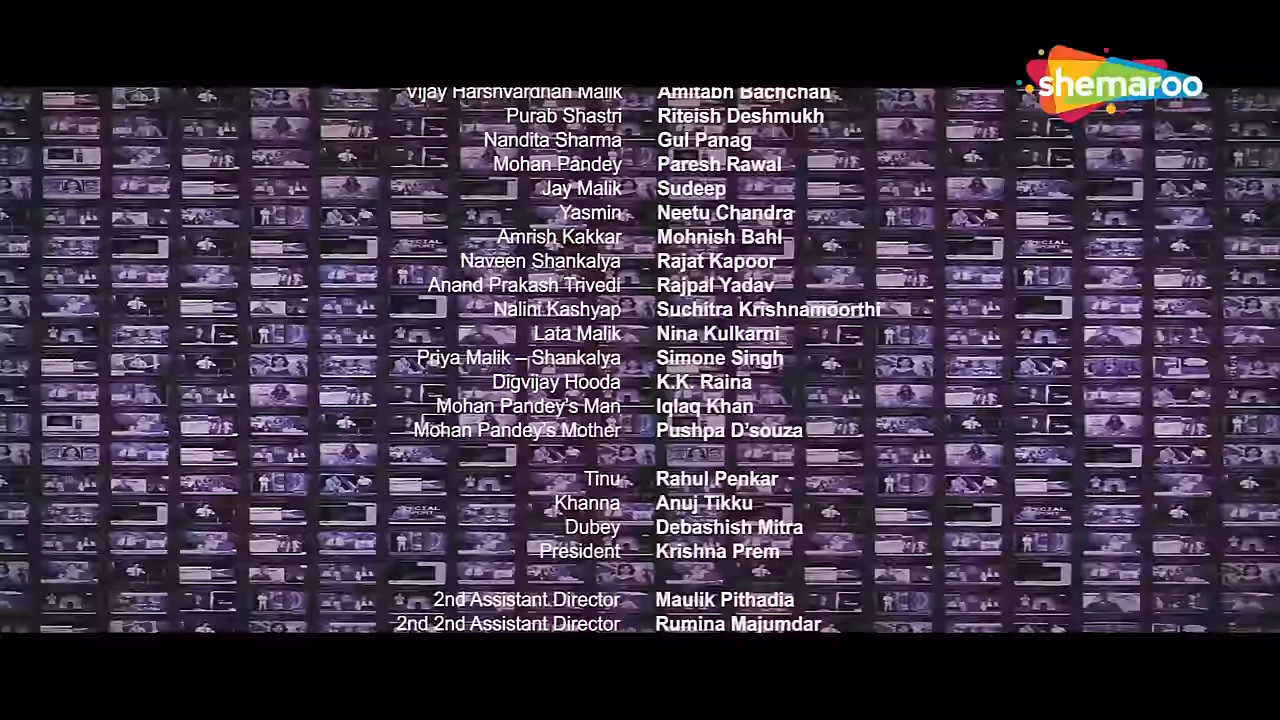 shemaroo
Vijay Harshvardhan Malik Amitabh Bachchan
Purab Shastri Riteish Deshmukh
Nandita Sharma Gul Panag
Mohan Pandey Paresh Rawal
Jay Malik Sudeep
Yasmin Neetu Chandra
Amrish Kakkar Mohnish Bahl
Naveen Shankalya Rajat Kapoor
Anand Prakash Trivedi Rajpal Yadav
Nalini Kashyap Suchitra Krishnamoorthi
Lata Malik Nina Kulkarni
Priya Malik – Shankalya Simone Singh
Digvijay Hooda K.K. Raina
Mohan Pandey's Man Iqlaq Khan
Mohan Pandey's Mother Pushpa D'souza
Tinu Rahul Penkar
Khanna Anuj Tikku
Dubey Debashish Mitra
President Krishna Prem
2nd Assistant Director Maulik Pithadia
2nd 2nd Assistant Director Rumina Majumdar